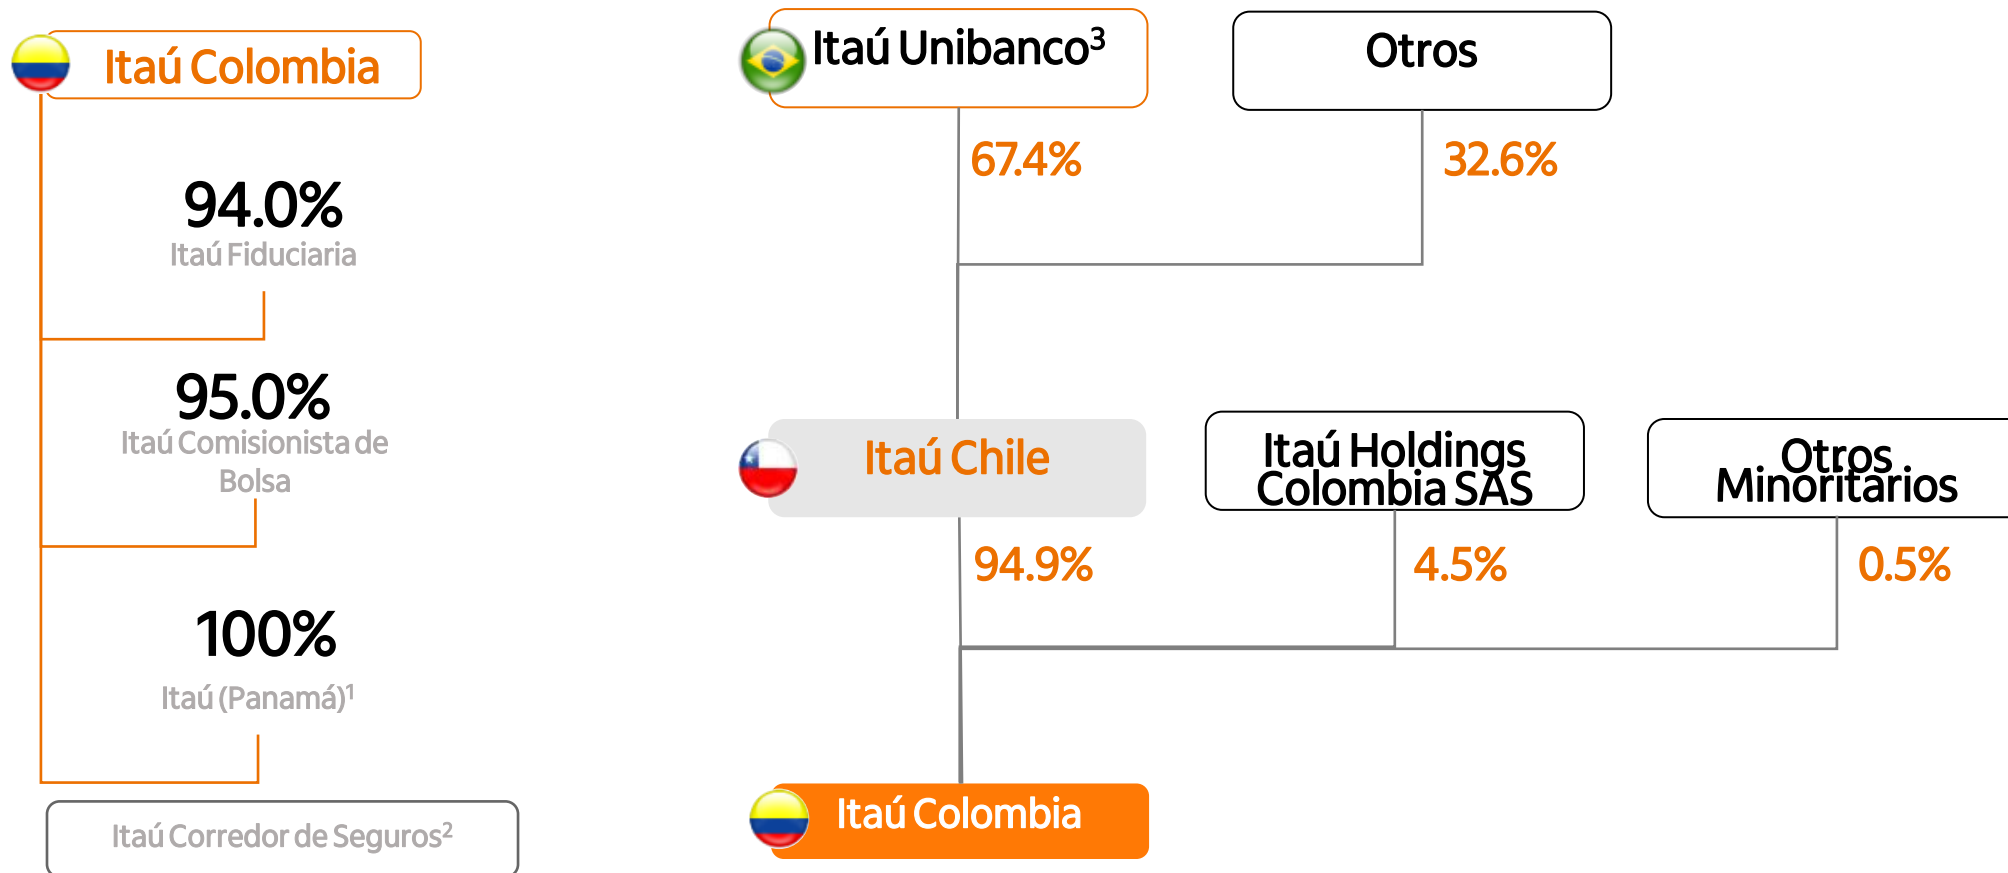 Itaú Colombia
94.0%
Itaú Fiduciaria
95.0%
Itaú Comisionista de
Bolsa
100%
Itaú (Panamá)¹
Itaú Corredor de Seguros²
Itaú Unibanco³
Otros
67.4%
32.6%
Itaú Chile
Itaú Holdings
Colombia SAS
Otros
Minoritarios
94.9%
4.5%
0.5%
Itaú Colombia